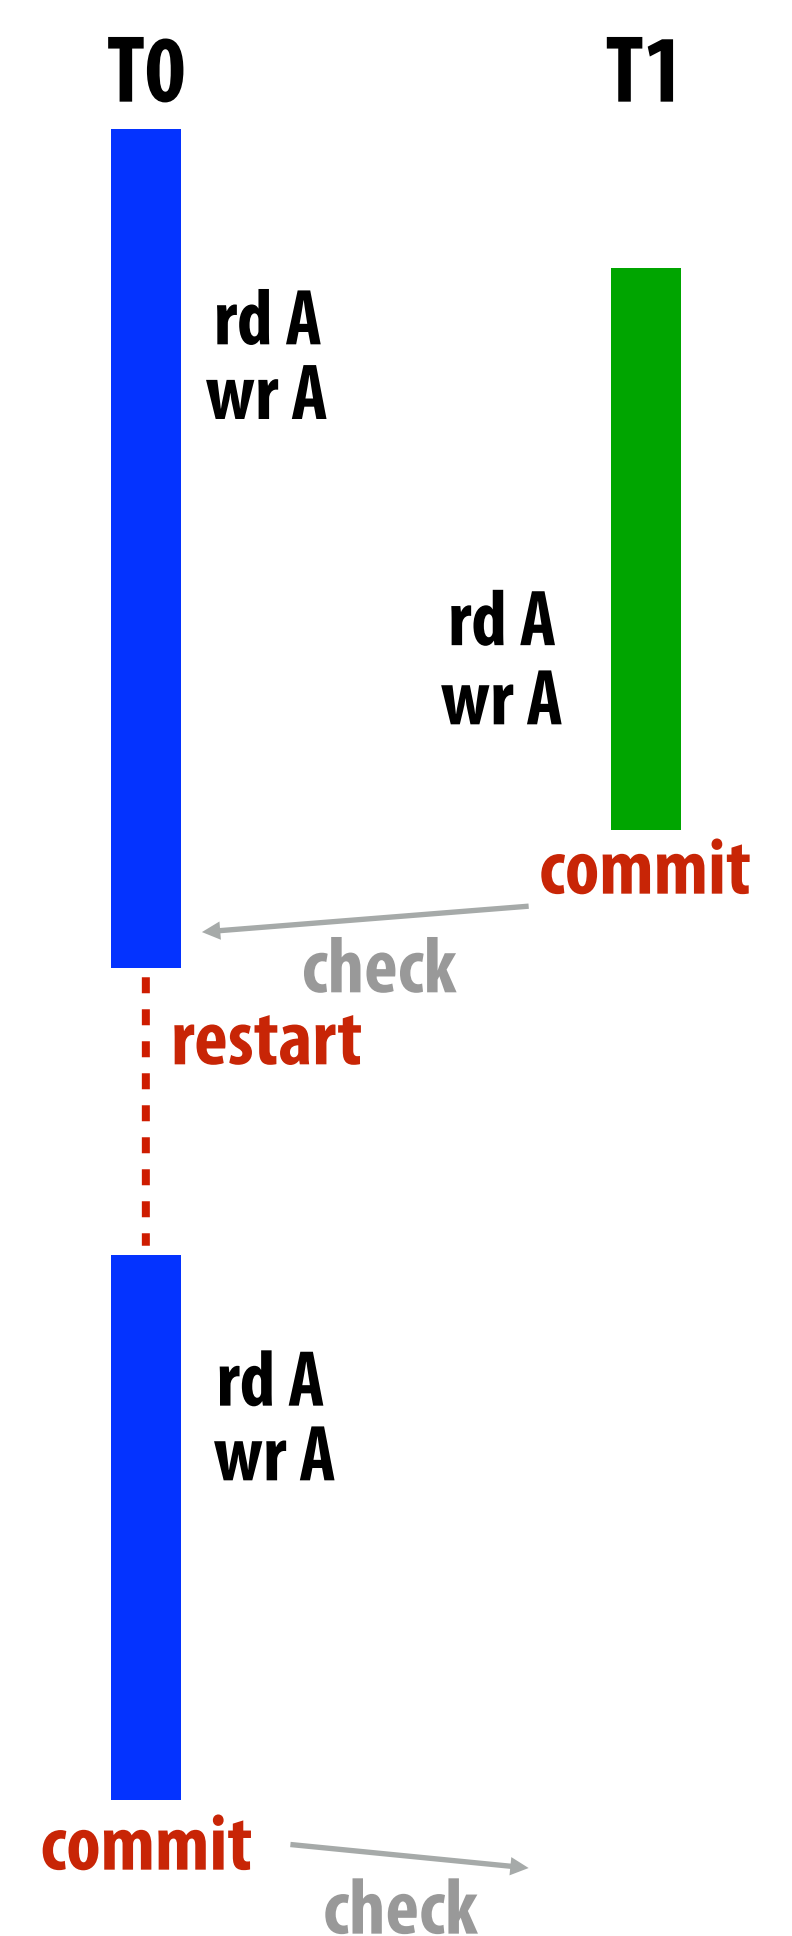 T0
T1
rd A
wr A
rd A
wr A
commit
check
restart
rd A
wr A
commit
check